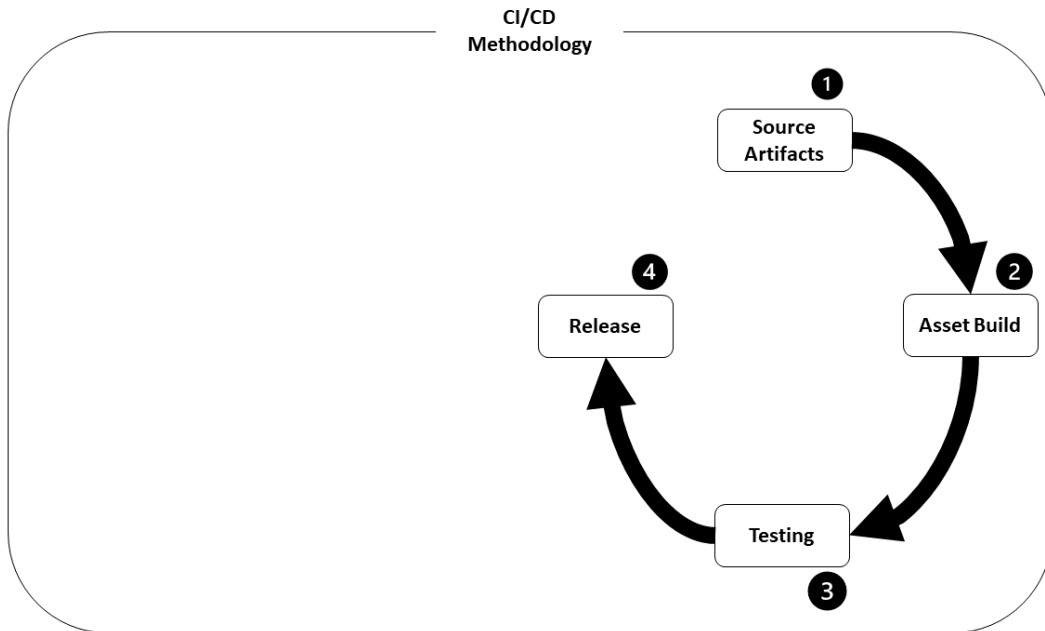 CI/CD
Methodology
1
Source
Artifacts
2
Asset Build
3
Testing
4
Release